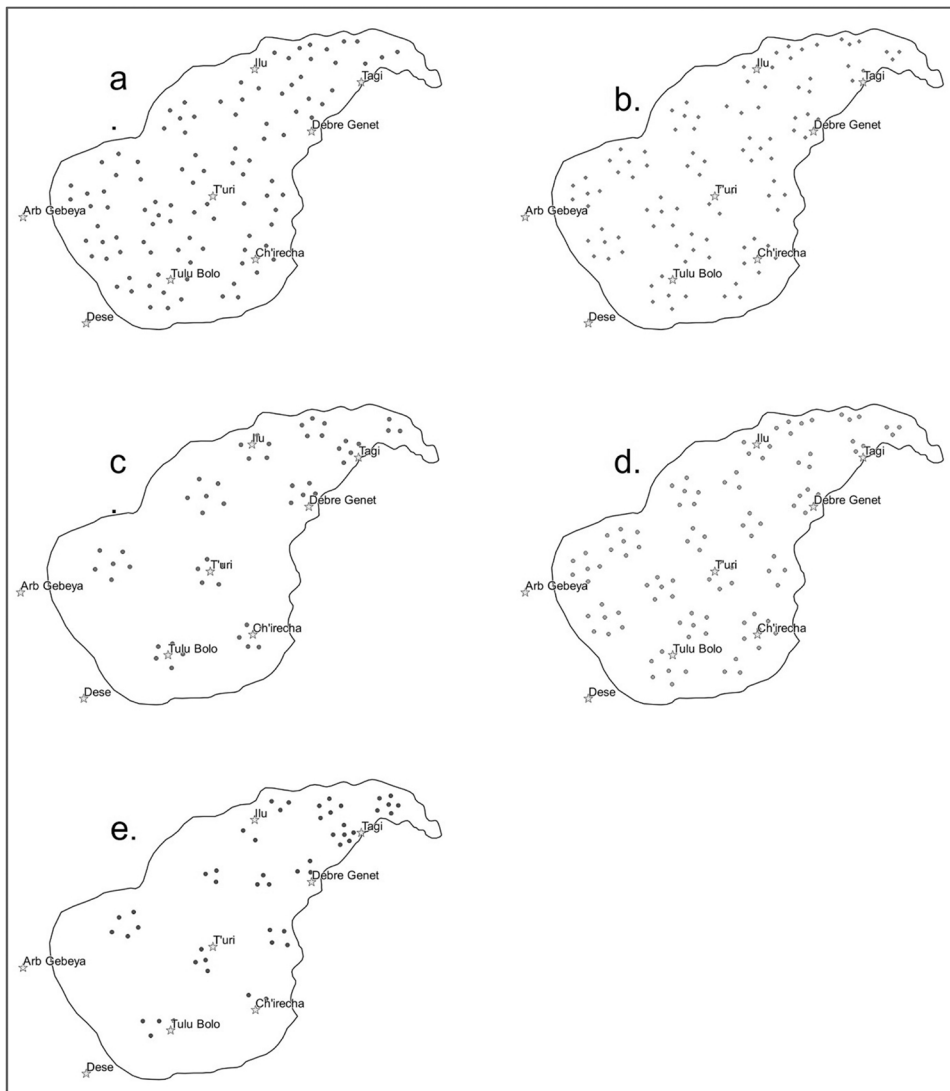 a
Ilu
Tagi
Debre Genet
T'uri
Arb Gebeya
Ch'irecha
Tulu Bolo
Dese
b.
Ilu
Tagi
Debre Genet
T'uri
Arb Gebeya
Ch'irecha
Tulu Bolo
Dese
c
Ilu
Tagi
Debre Genet
T'uri
Arb Gebeya
Ch'irecha
Tulu Bolo
Dese
d.
Ilu
Tagi
Debre Genet
T'uri
Arb Gebeya
Ch'irecha
Tulu Bolo
Dese
e.
Ilu
Tagi
Debre Genet
T'uri
Arb Gebeya
Ch'irecha
Tulu Bolo
Dese